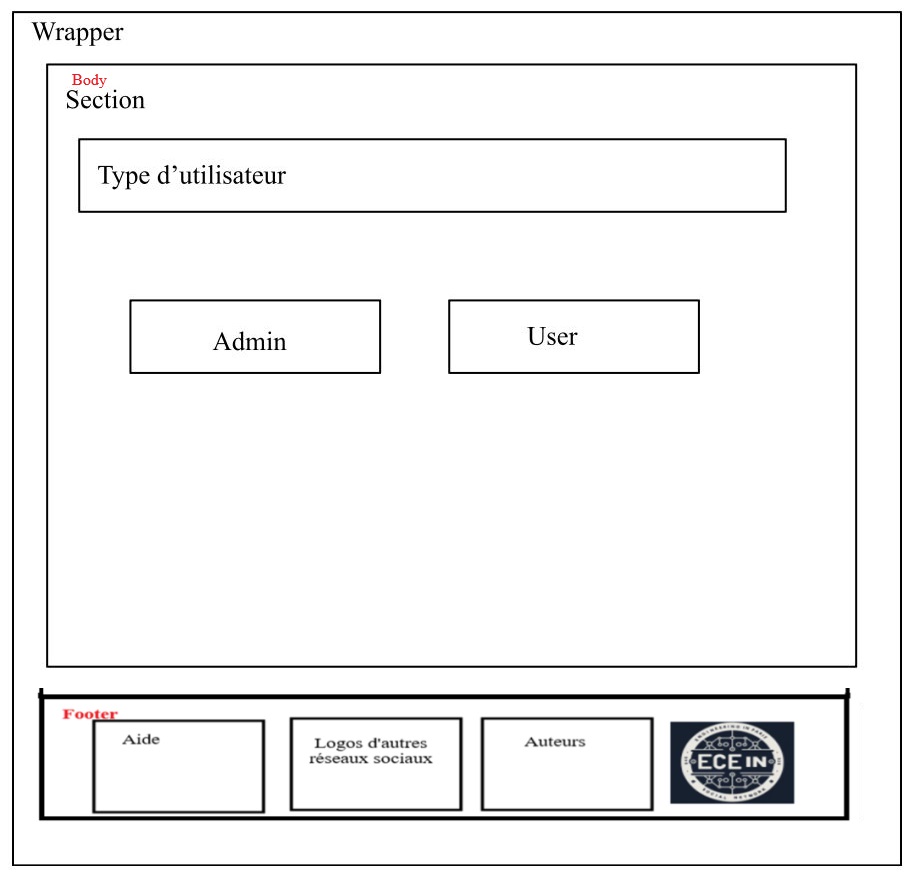 Wrapper
Body
Section
Type d’utilisateur
Admin
User
Footer
Aide
Logos d'autres
réseaux sociaux
Auteurs
ENGINEERING IN PARIS
ECE IN
SOCIAL NETWORK